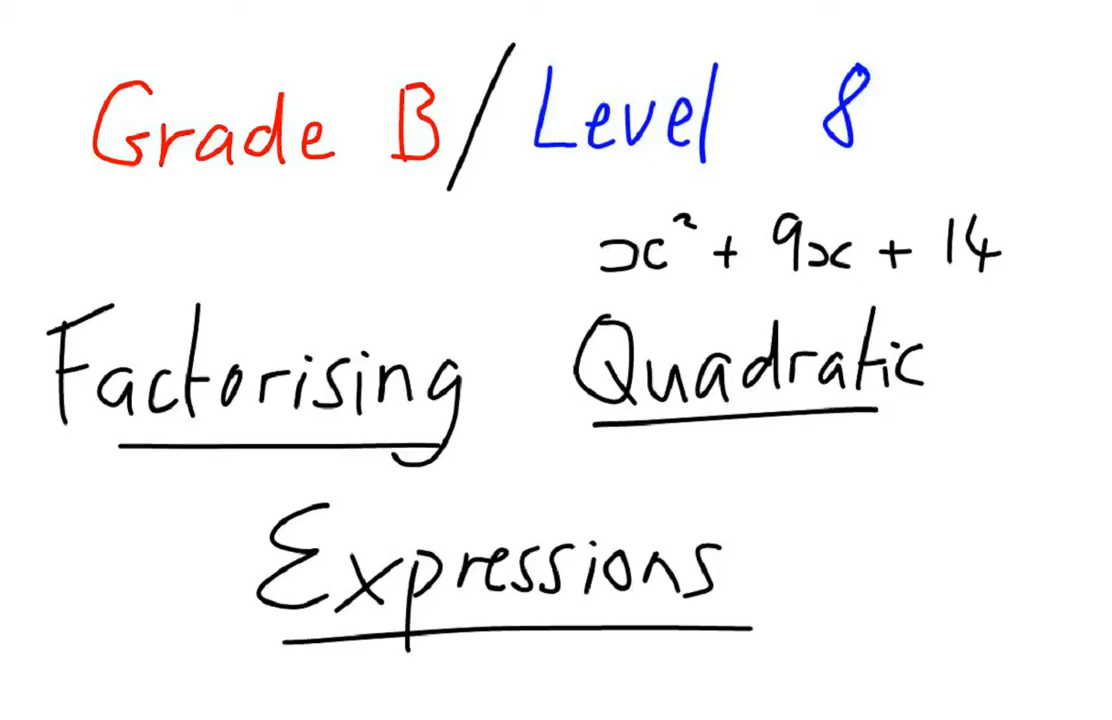 Grade B / Level 8
x² + 9x + 14
Factorising Quadratic
Expressions